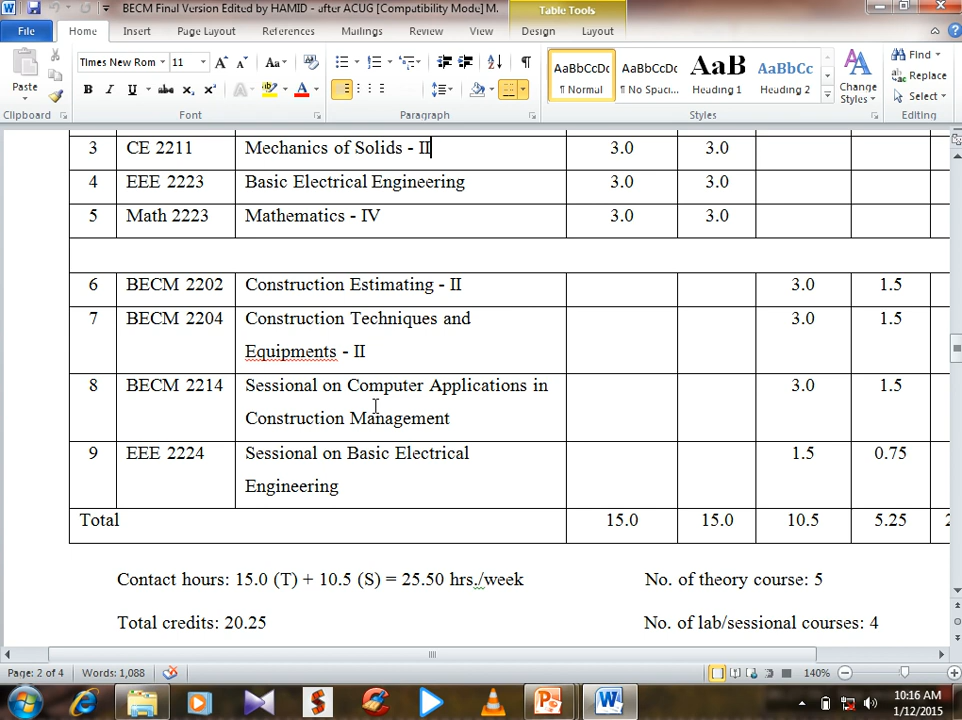 BECM Final Version Edited by HAMID - after ACUG [Compatibility Mode] M.
Table Tools
File Home Insert Page Layout References Mailings Review View Design Layout
Times New Rom 11 Aa
B I U abc x₂ x² A A
Paste
Clipboard Font Paragraph Styles Editing
AaBbCcDc AaBbCcDc AaB AaBbCc
¶ Normal ¶ No Spaci... Heading 1 Heading 2
Change Styles
Find
Replace
Select
3 CE 2211 Mechanics of Solids - II 3.0 3.0
4 EEE 2223 Basic Electrical Engineering 3.0 3.0
5 Math 2223 Mathematics - IV 3.0 3.0
6 BECM 2202 Construction Estimating - II 3.0 1.5
7 BECM 2204 Construction Techniques and 3.0 1.5
Equipments - II
8 BECM 2214 Sessional on Computer Applications in 3.0 1.5
Construction Management
9 EEE 2224 Sessional on Basic Electrical 1.5 0.75
Engineering
Total 15.0 15.0 10.5 5.25 2
Contact hours: 15.0 (T) + 10.5 (S) = 25.50 hrs./week No. of theory course: 5
Total credits: 20.25 No. of lab/sessional courses: 4
Page: 2 of 4 Words: 1,088 140%
10:16 AM
1/12/2015